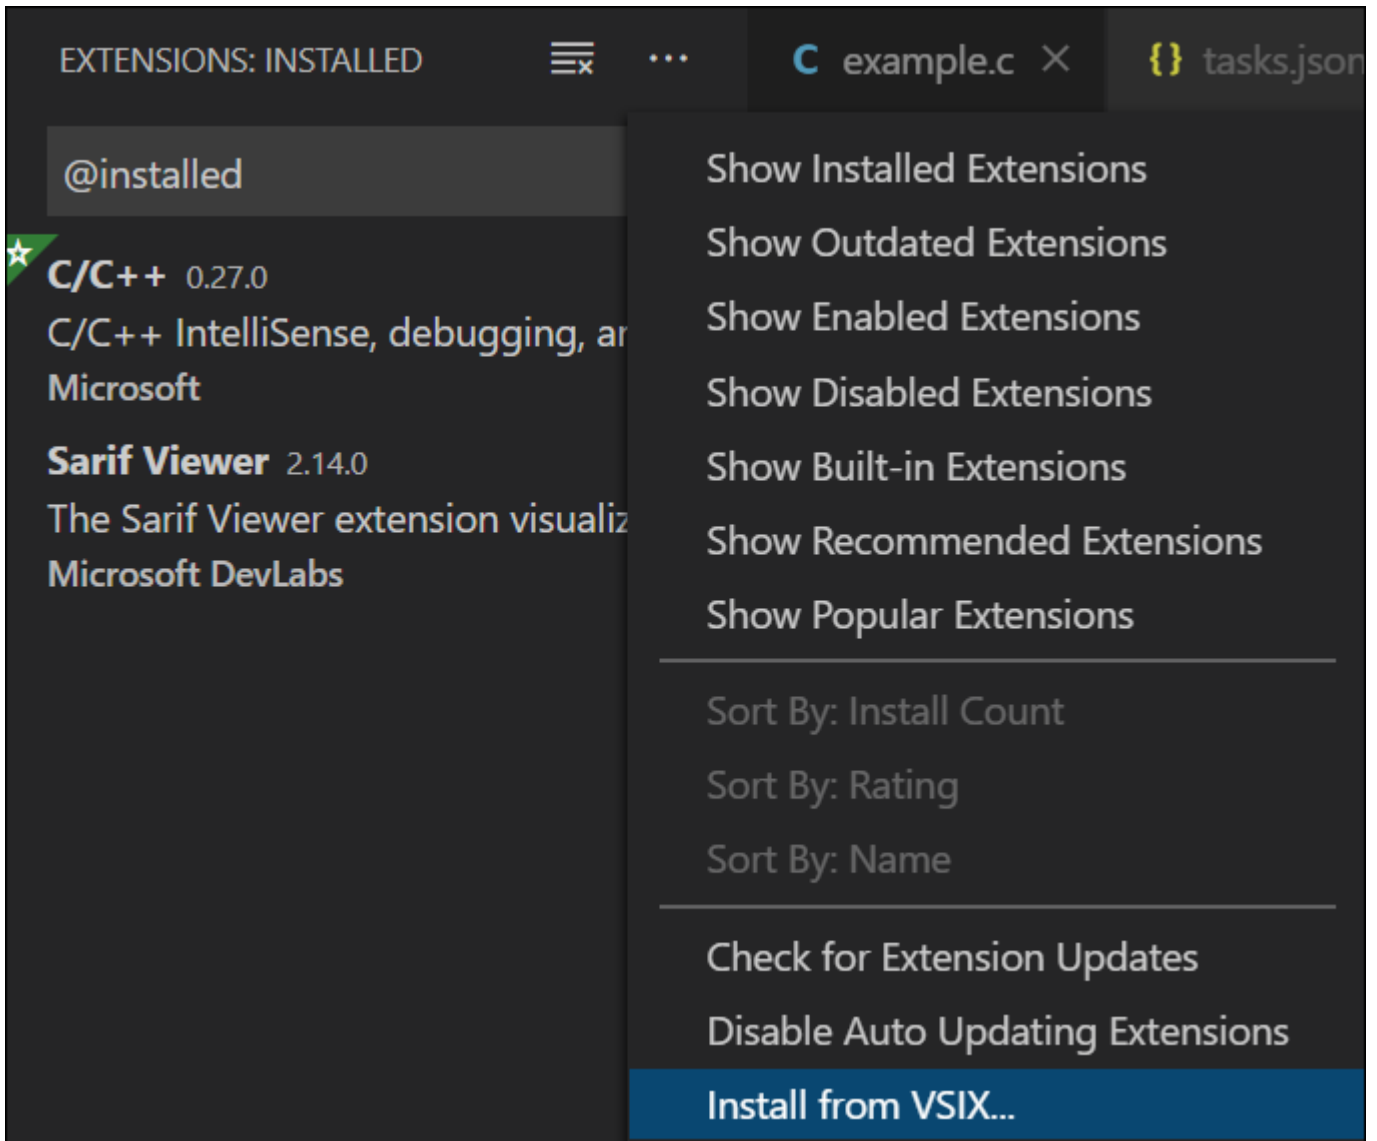 EXTENSIONS: INSTALLED
··· C example.c × {} tasks.json
@installed
C/C++ 0.27.0
C/C++ IntelliSense, debugging,
Microsoft
Sarif Viewer 2.14.0
The Sarif Viewer extension
Microsoft DevLabs
Show Installed Extensions
Show Outdated Extensions
Show Enabled Extensions
Show Disabled Extensions
Show Built-in Extensions
Show Recommended Extensions
Show Popular Extensions
Sort By: Install Count
Sort By: Rating
Sort By: Name
Check for Extension Updates
Disable Auto Updating Extensions
Install from VSIX...